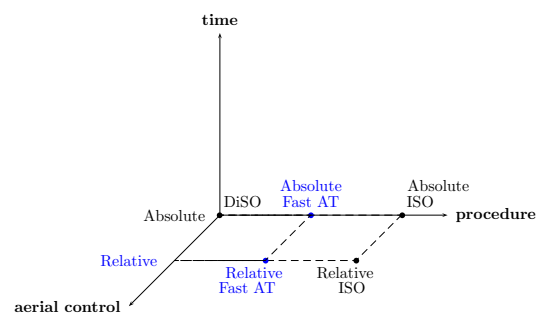 time
Absolute
Fast AT
Absolute
ISO
DiSO
Absolute
procedure
Relative
Relative
Fast AT
Relative
ISO
aerial control